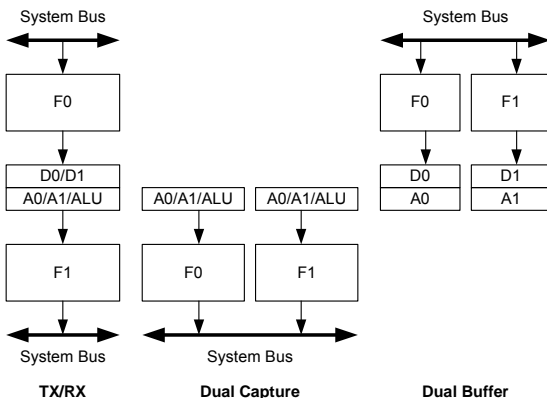 System Bus
System Bus
F0
F0
F1
D0/D1
D0
D1
A0/A1/ALU
A0/A1/ALU
A0/A1/ALU
A0
A1
F1
F0
F1
System Bus
System Bus
TX/RX
Dual Capture
Dual Buffer